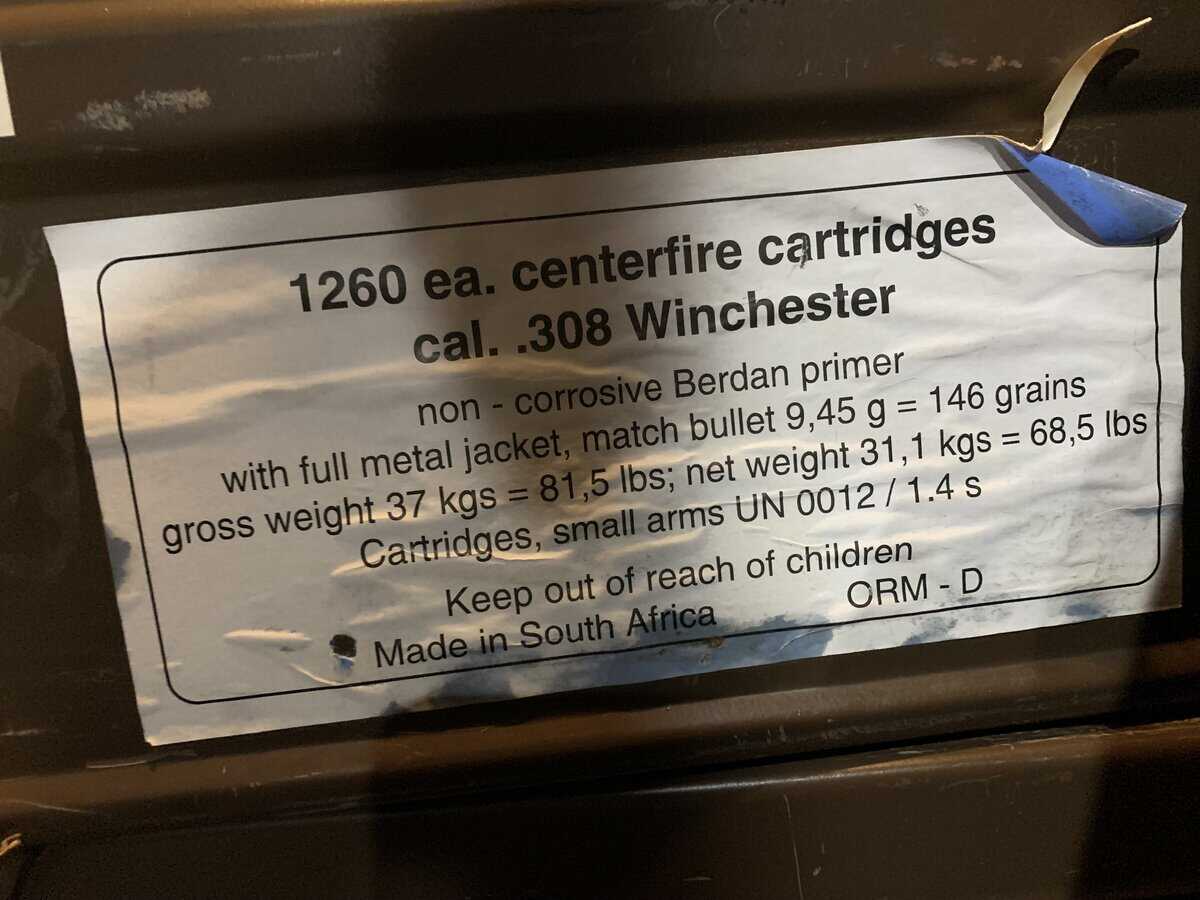 1260 ea. centerfire cartridges
cal. .308 Winchester
non - corrosive Berdan primer
with full metal jacket, match bullet 9,45 g = 146 grains
gross weight 37 kgs = 81,5 lbs; net weight 31,1 kgs = 68,5 lbs
Cartridges, small arms UN 0012 / 1.4 s
Keep out of reach of children
Made in South Africa ORM - D